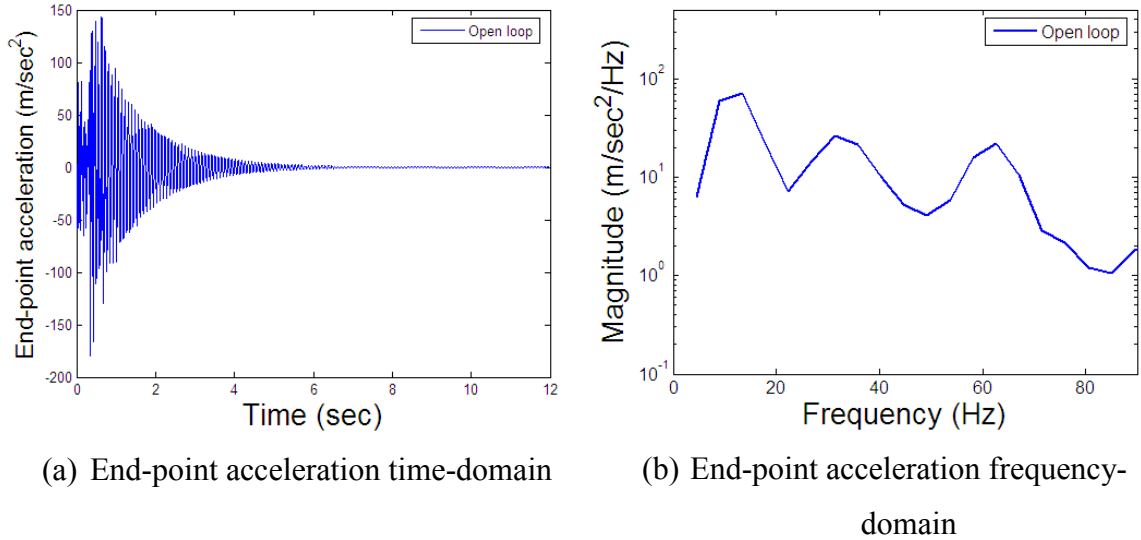 150
100
50
0
-50
-100
-150
-200
0 2 4 6 8 10 12
End-point acceleration (m/sec²)
Time (sec)
Open loop
10²
10¹
10⁰
10⁻¹
0 20 40 60 80
Magnitude (m/sec²/Hz)
Frequency (Hz)
Open loop
(a) End-point acceleration time-domain
(b) End-point acceleration frequency-
domain